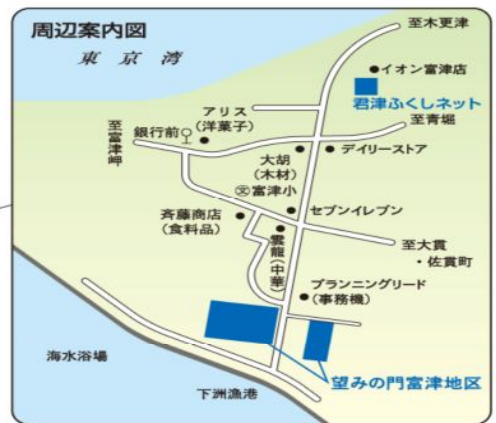 周辺案内図
東京湾
至木更津
イオン富津店
君津ふくしネット
至青堀
アリス
(洋菓子)
銀行前
至富津岬
大胡
(木材)
デイリーストア
文富津小
斉藤商店
(食料品)
セブンイレブン
雲龍(中華)
至大貫
・佐貫町
プランニングリード
(事務機)
望みの門富津地区
海水浴場
下洲漁港